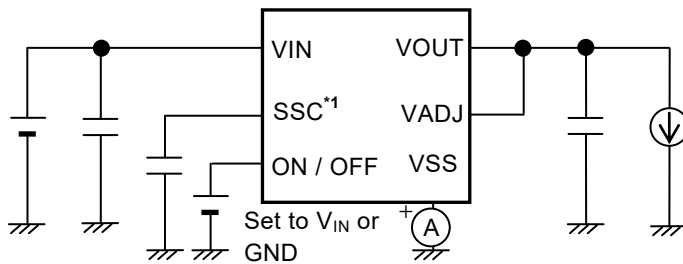 VIN
VOUT
SSC*1
VADJ
ON / OFF
VSS
Set to VIN or
GND
+
A